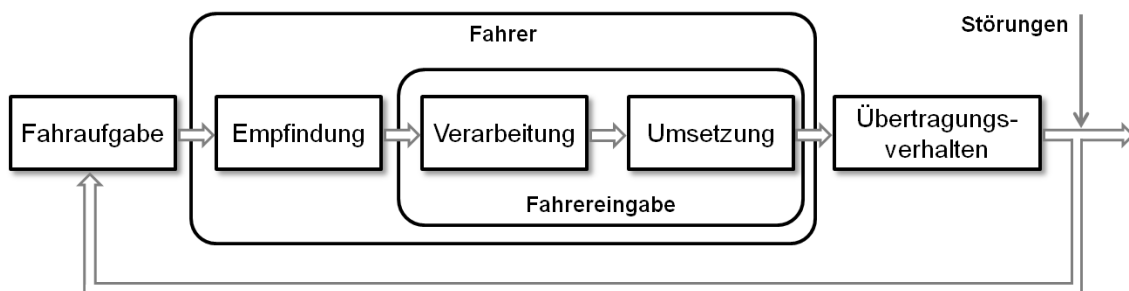 Fahrer
Störungen
Fahraufgabe
Empfindung
Verarbeitung
Umsetzung
Übertragungs-
verhalten
Fahrereingabe